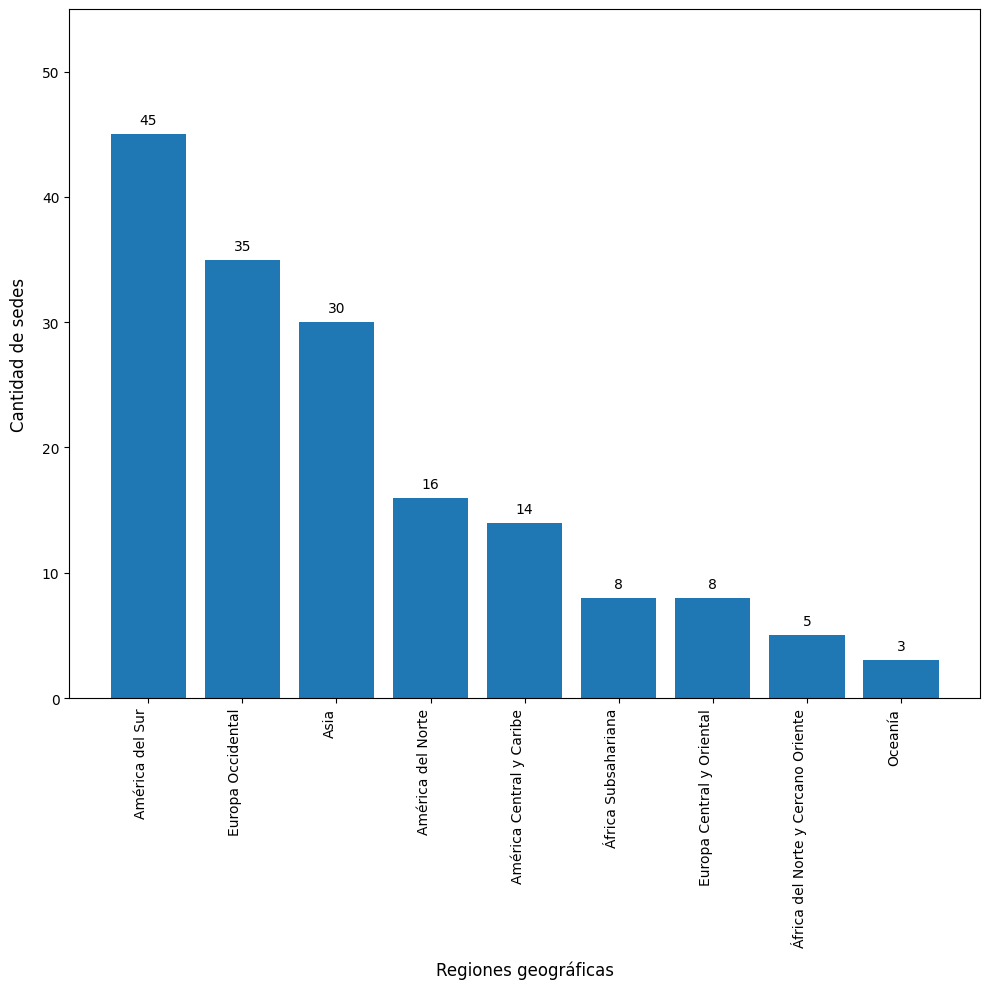 Cantidad de sedes
50
40
30
20
10
0
45
35
30
16
14
8
8
5
3
América del Sur
Europa Occidental
Asia
América del Norte
América Central y Caribe
África Subsahariana
Europa Central y Oriental
África del Norte y Cercano Oriente
Oceanía
Regiones geográficas